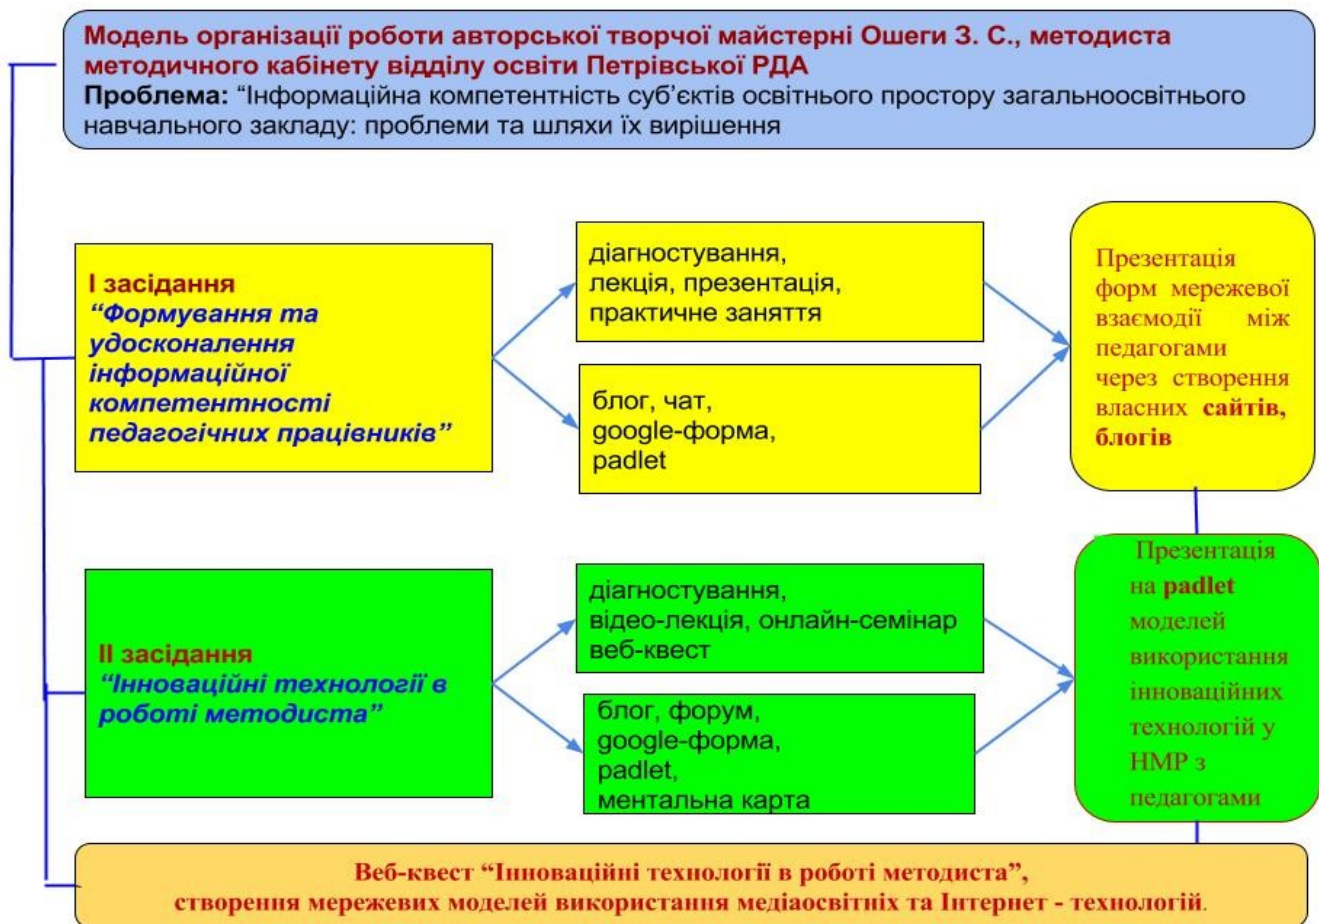 Модель організації роботи авторської творчої майстерні Ошеги З. С., методиста
методичного кабінету відділу освіти Петрівської РДА
Проблема: “Інформаційна компетентність суб’єктів освітнього простору загальноосвітнього
навчального закладу: проблеми та шляхи їх вирішення
І засідання
“Формування та
удосконалення
інформаційної
компетентності
педагогічних працівників”
діагностування,
лекція, презентація,
практичне заняття
блог, чат,
google-форма,
padlet
Презентація
форм мережевої
взаємодії між
педагогами
через створення
власних сайтів,
блогів
ІІ засідання
“Інноваційні технології в
роботі методиста”
діагностування,
відео-лекція, онлайн-семінар
веб-квест
блог, форум,
google-форма,
padlet,
ментальна карта
Презентація
на padlet
моделей
використання
інноваційних
технологій у
НМР з
педагогами
Веб-квест “Інноваційні технології в роботі методиста”,
створення мережевих моделей використання медіаосвітніх та Інтернет - технологій.